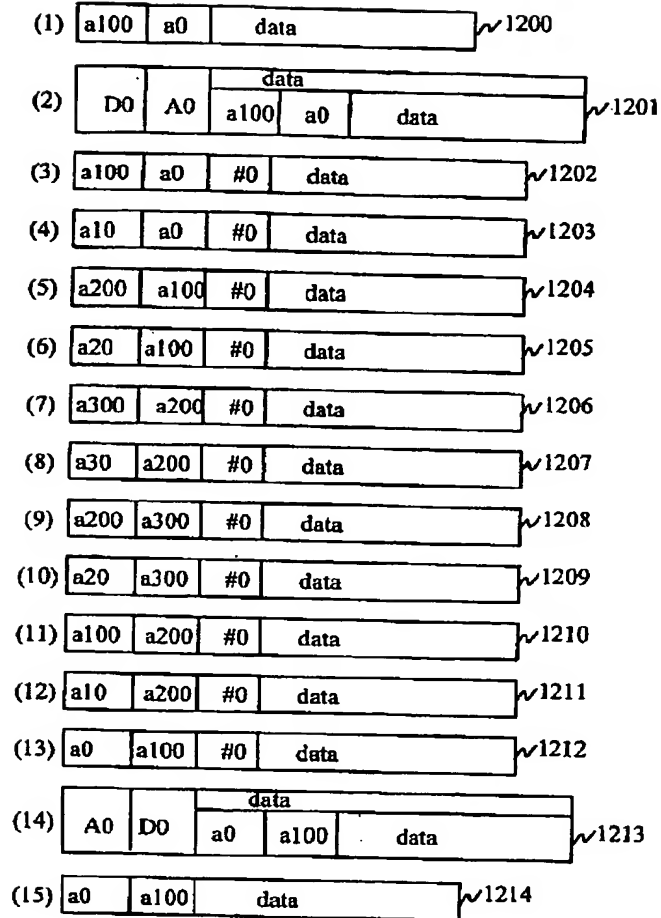 (1) a100 a0 data 1200
data
(2) D0 A0 a100 a0 data 1201
(3) a100 a0 #0 data 1202
(4) a10 a0 #0 data 1203
(5) a200 a100 #0 data 1204
(6) a20 a100 #0 data 1205
(7) a300 a200 #0 data 1206
(8) a30 a200 #0 data 1207
(9) a200 a300 #0 data 1208
(10) a20 a300 #0 data 1209
(11) a100 a200 #0 data 1210
(12) a10 a200 #0 data 1211
(13) a0 a100 #0 data 1212
data
(14) A0 D0 a0 a100 data 1213
(15) a0 a100 data 1214